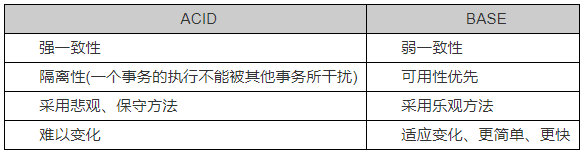 ACID BASE
强一致性 弱一致性
隔离性(一个事务的执行不能被其他事务所干扰) 可用性优先
采用悲观、保守方法 采用乐观方法
难以变化 适应变化、更简单、更快